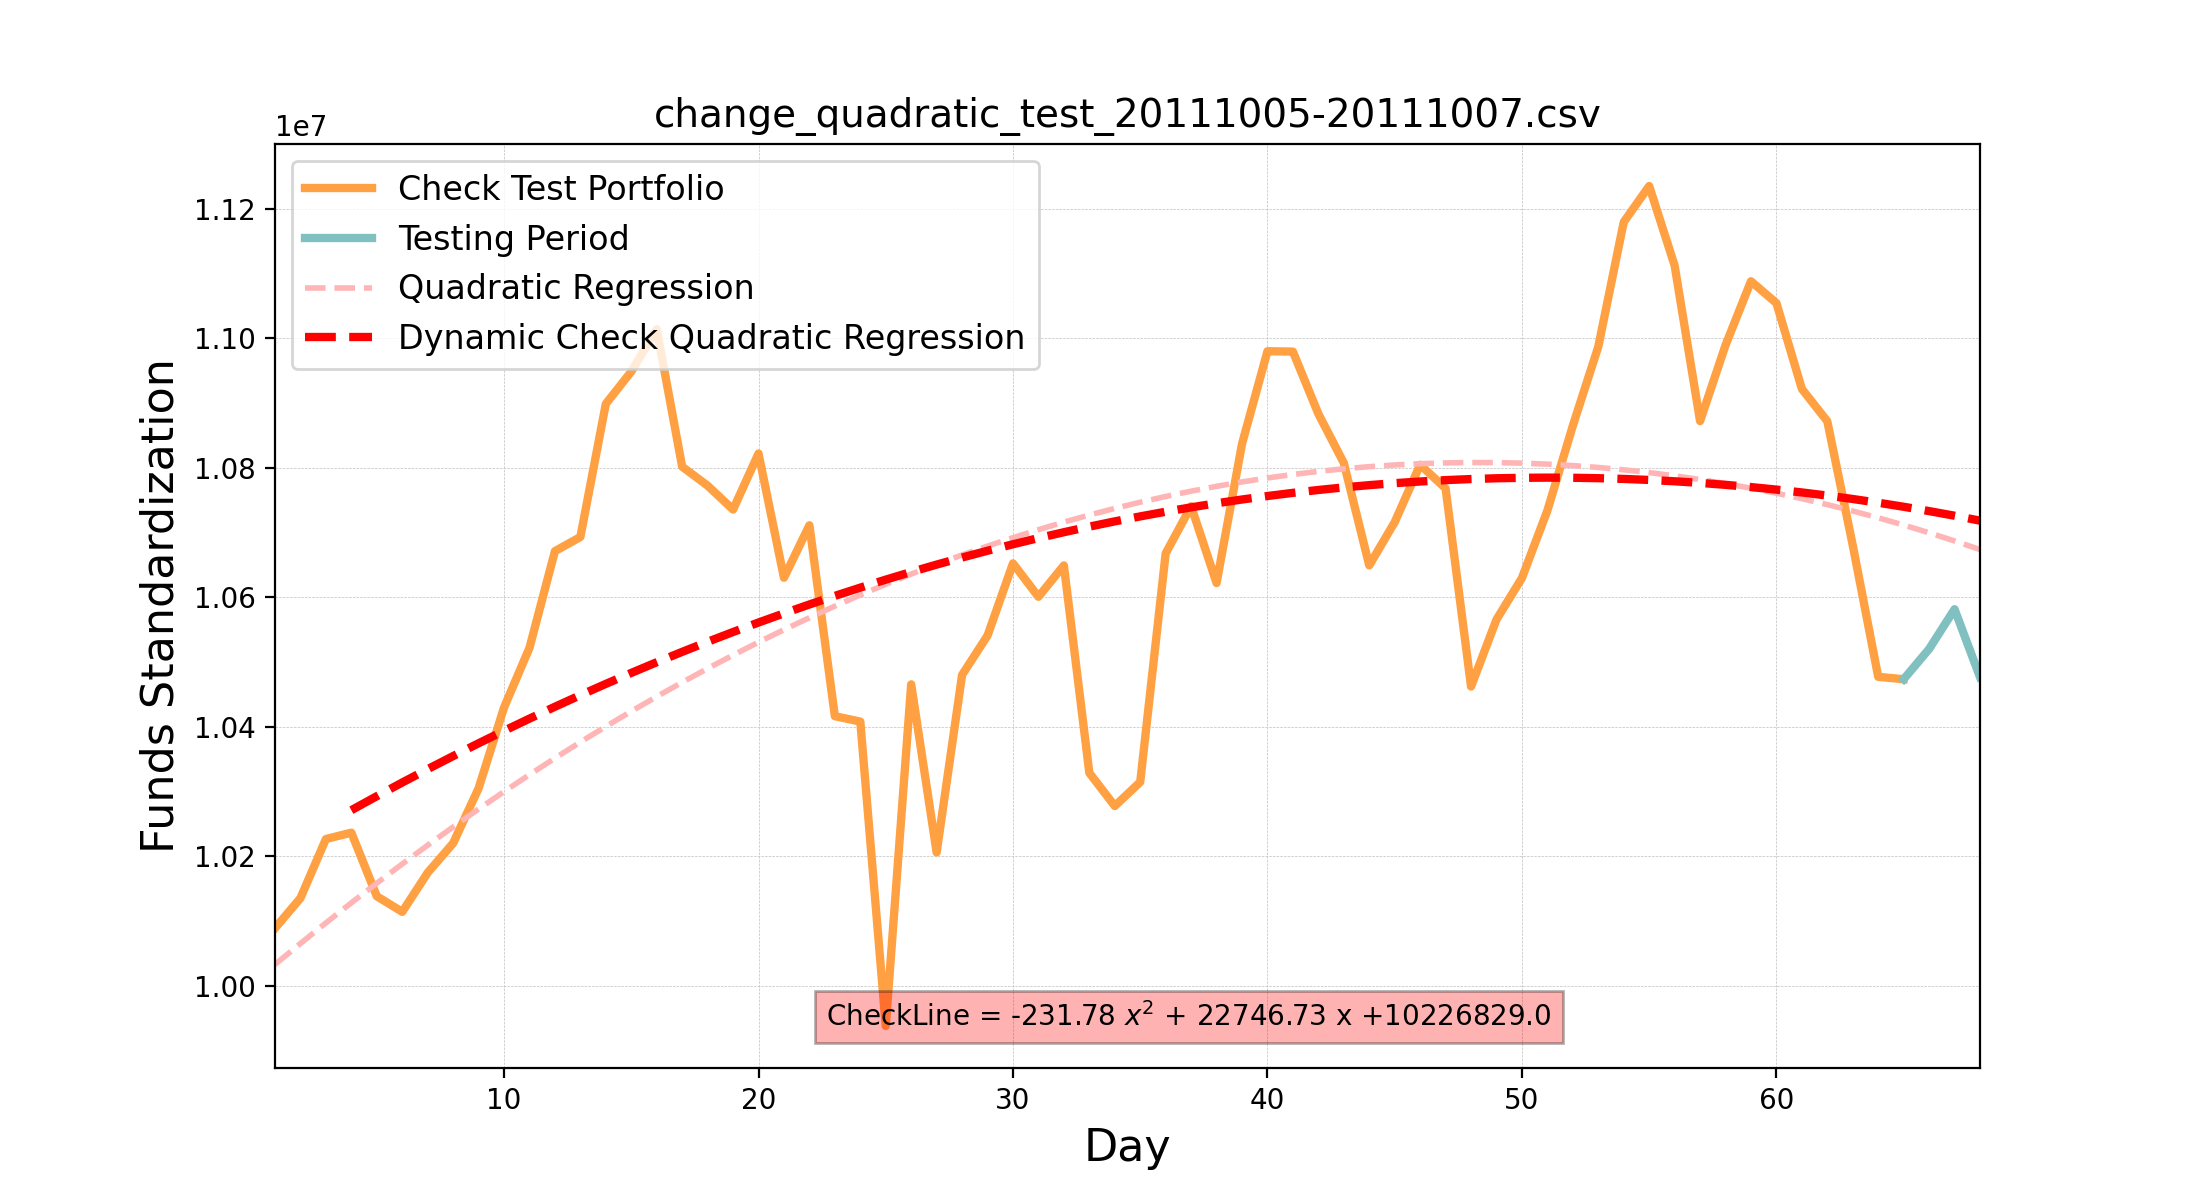 change_quadratic_test_20111005-20111007.csv
1e7
Check Test Portfolio
Testing Period
Quadratic Regression
Dynamic Check Quadratic Regression
1.12
1.10
1.08
1.06
1.04
1.02
1.00
Funds Standardization
CheckLine = -231.78 x² + 22746.73 x +10226829.0
10 20 30 40 50 60
Day